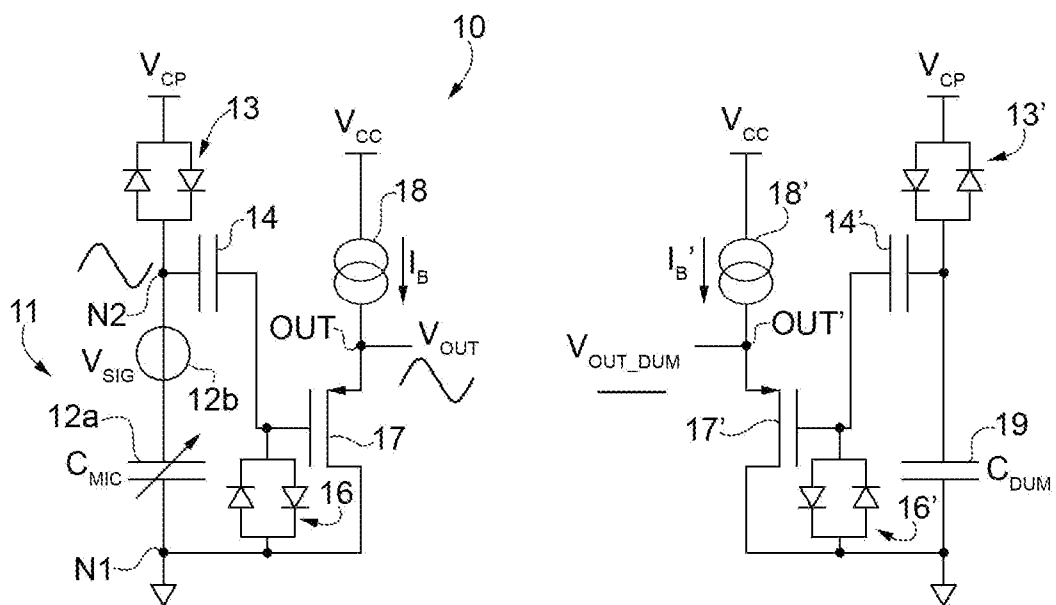 10
V_CP
13
V_CC
18
14
I_B
N2
11
V_SIG
12b
OUT
V_OUT
12a
C_MIC
17
16
N1
V_CP
13'
V_CC
18'
14'
I_B'
OUT'
V_OUT_DUM
17'
19
C_DUM
16'